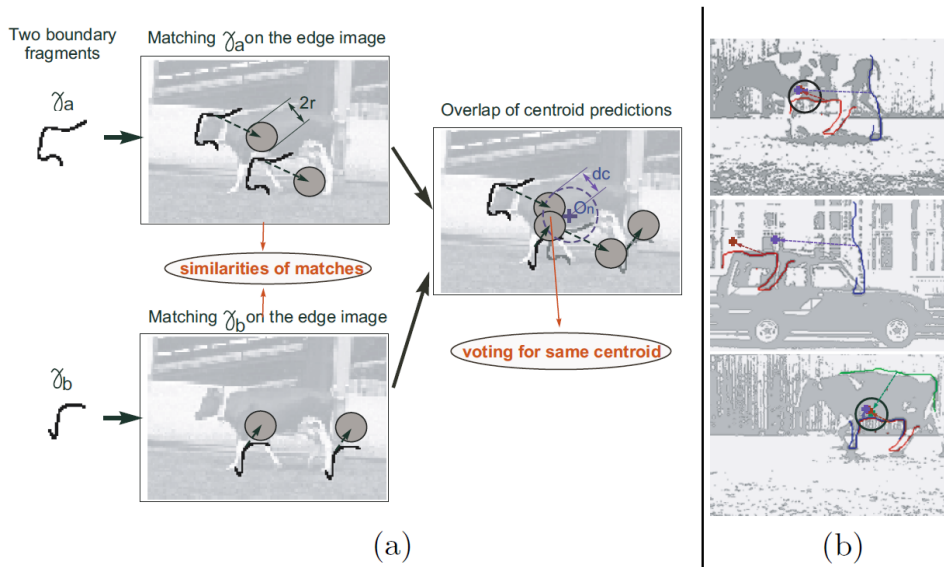 Two boundary
fragments
γa
Matching γa on the edge image
2r
similarities of matches
Matching γb on the edge image
γb
Overlap of centroid predictions
dc
On
voting for same centroid
(a)
(b)